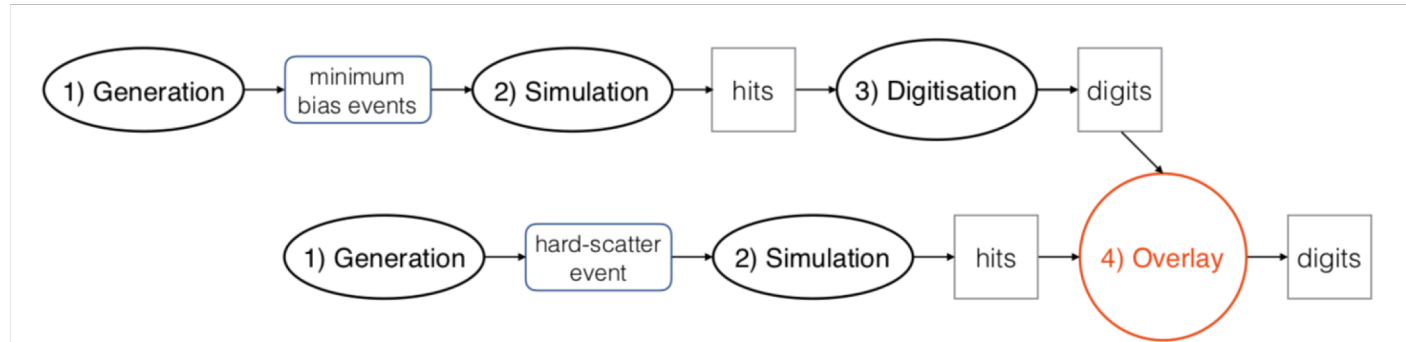 1) Generation
minimum
bias events
2) Simulation
hits
3) Digitisation
digits
1) Generation
hard-scatter
event
2) Simulation
hits
4) Overlay
digits